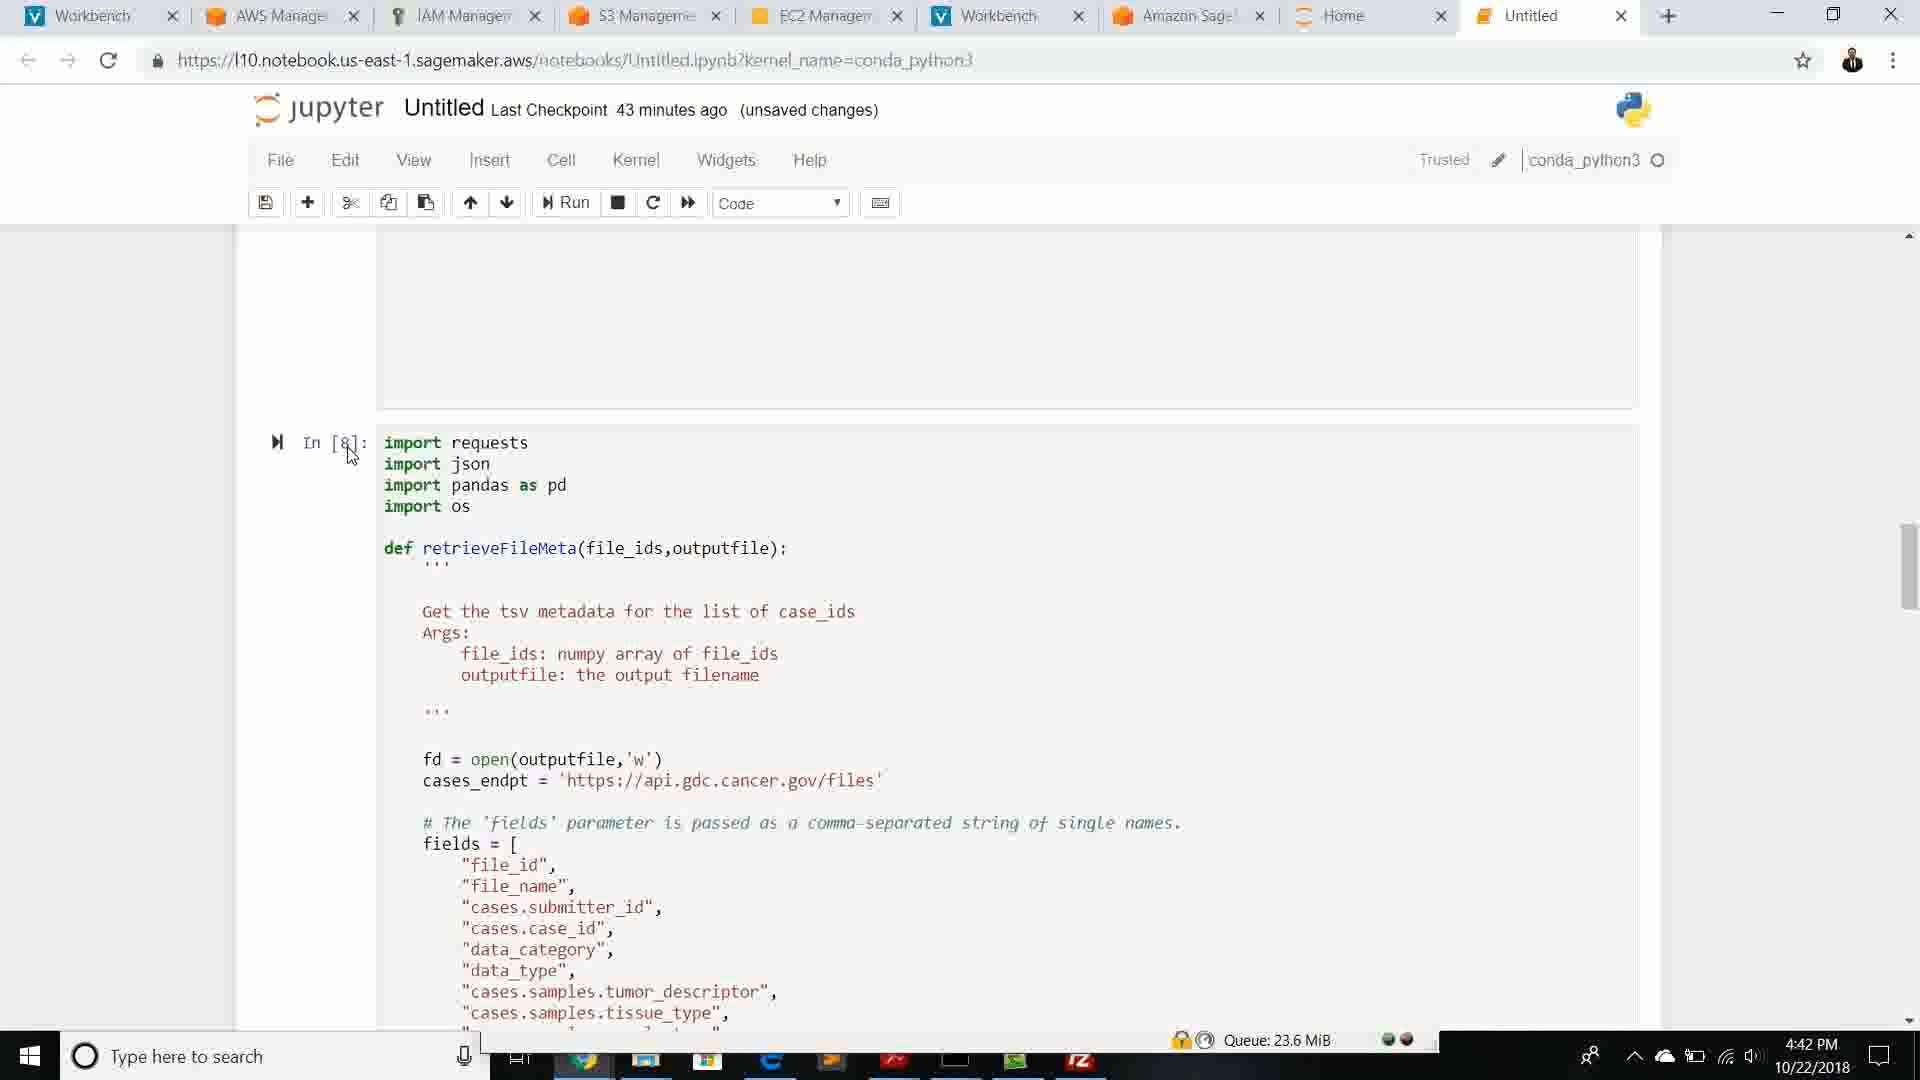 Workbench
AWS Manage
IAM Managem
S3 Manageme
EC2 Managem
Workbench
Amazon Sage
Home
Untitled
https://l10.notebook.us-east-1.sagemaker.aws/notebooks/Untitled.ipynb?kernel_name=conda_python3
jupyter Untitled Last Checkpoint 43 minutes ago (unsaved changes)
File Edit View Insert Cell Kernel Widgets Help Trusted conda_python3
Run Code
In [8]:
import requests
import json
import pandas as pd
import os
def retrieveFileMeta(file_ids,outputfile):
'''
Get the tsv metadata for the list of case_ids
Args:
file_ids: numpy array of file_ids
outputfile: the output filename
'''
fd = open(outputfile,'w')
cases_endpt = 'https://api.gdc.cancer.gov/files'
# The 'fields' parameter is passed as a comma-separated string of single names.
fields = [
"file_id",
"file_name",
"cases.submitter_id",
"cases.case_id",
"data_category",
"data_type",
"cases.samples.tumor_descriptor",
"cases.samples.tissue_type",
Queue: 23.6 MiB
Type here to search
4:42 PM
10/22/2018